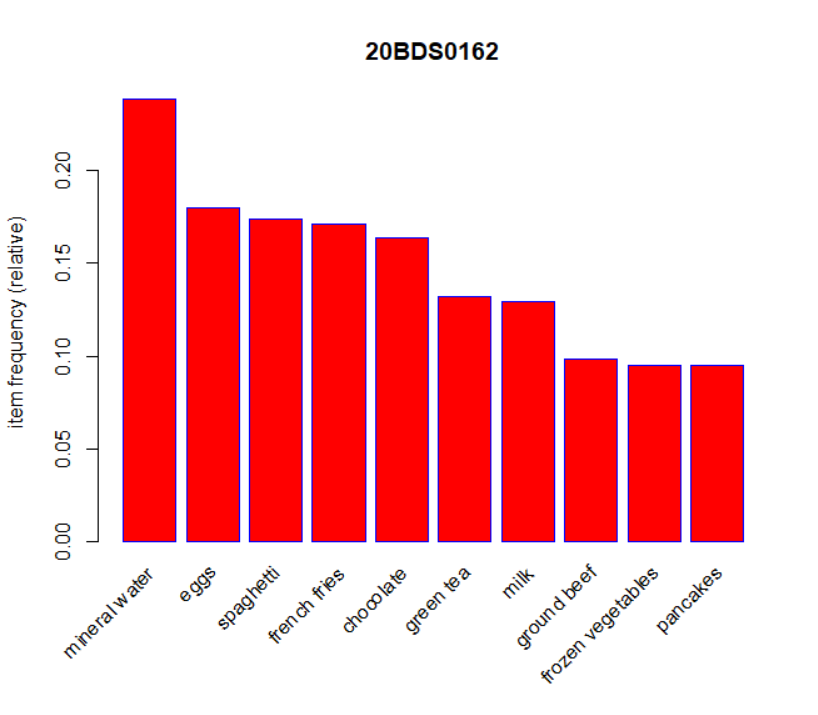 20BDS0162
item frequency (relative)
0.20
0.15
0.10
0.05
0.00
mineral water
eggs
spaghetti
french fries
chocolate
green tea
milk
ground beef
frozen vegetables
pancakes